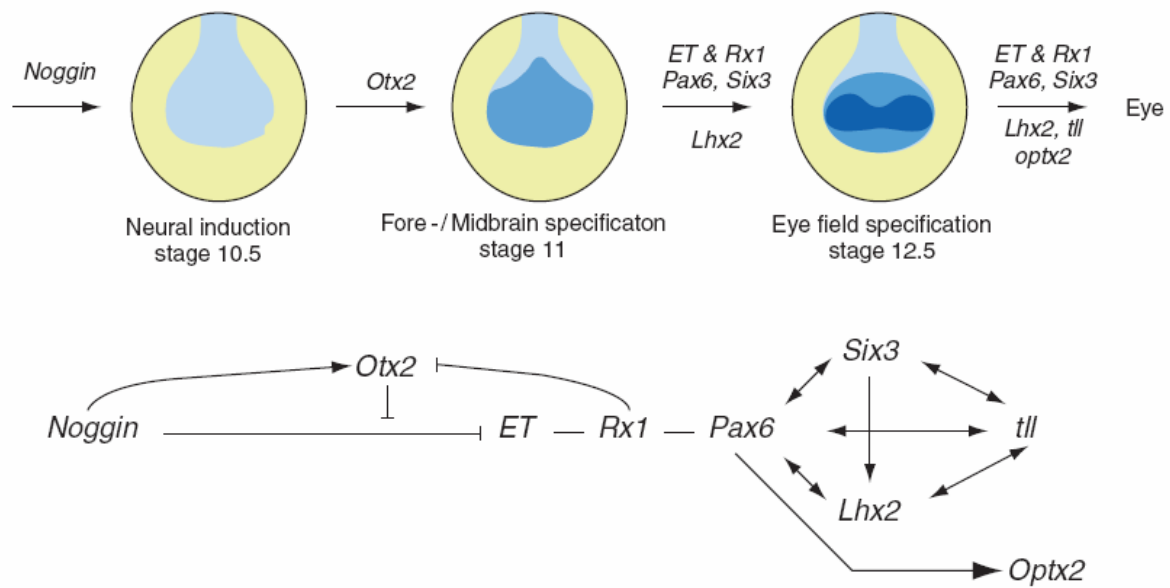 Noggin
Otx2
ET & Rx1
Pax6, Six3
Lhx2
ET & Rx1
Pax6, Six3
Lhx2, tll
optx2
Eye
Neural induction
stage 10.5
Fore-/Midbrain specificaton
stage 11
Eye field specification
stage 12.5
Six3
Otx2
Noggin ET Rx1 Pax6 tll
Lhx2
Optx2